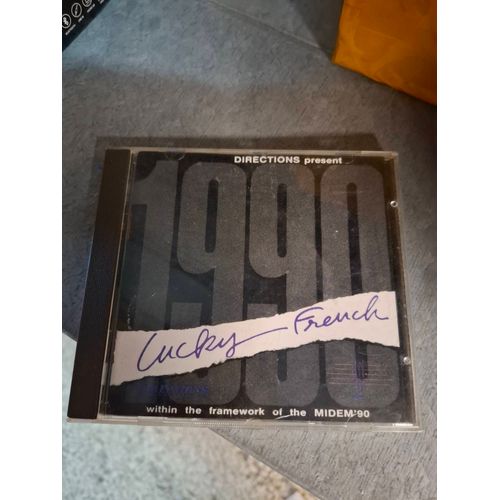 DIRECTIONS present
1990
Lucky French
within the framework of the MIDEM'90